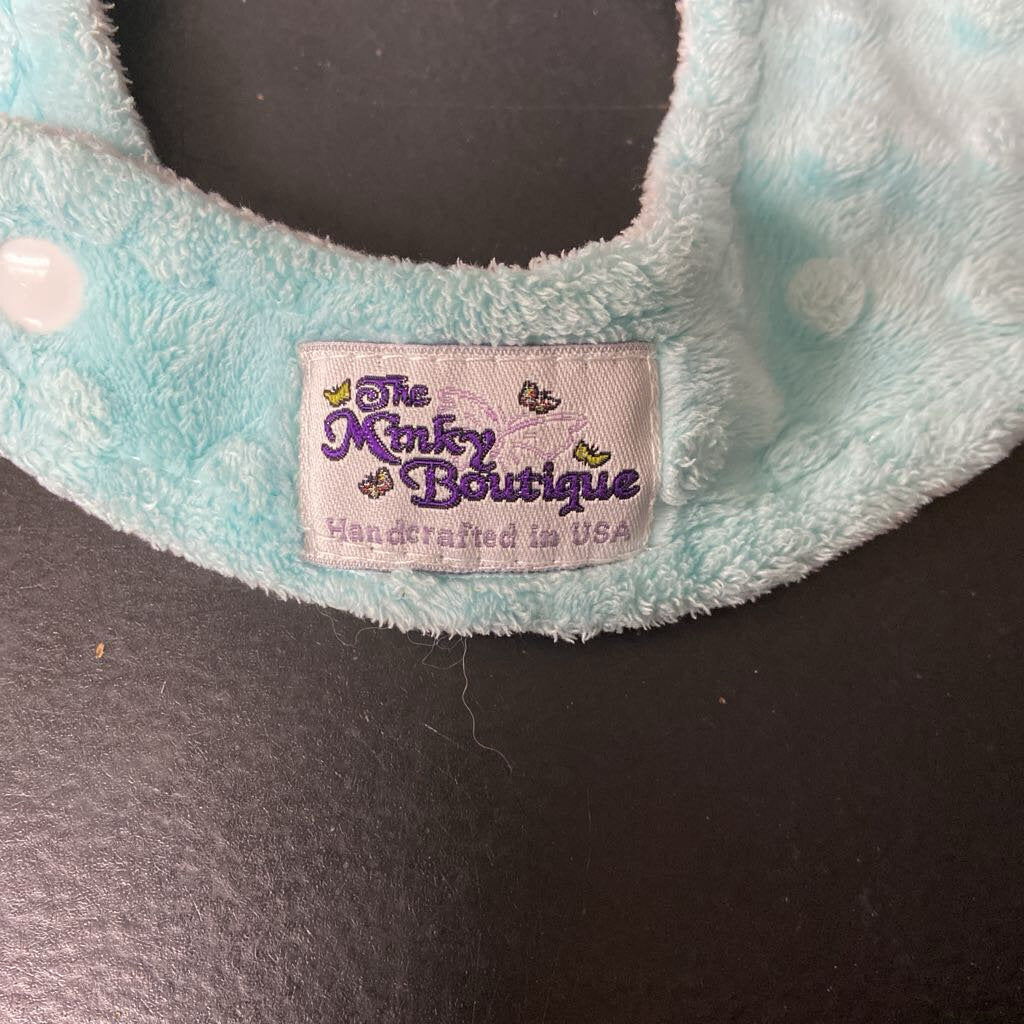 The
Minky
Boutique
Handcrafted in USA